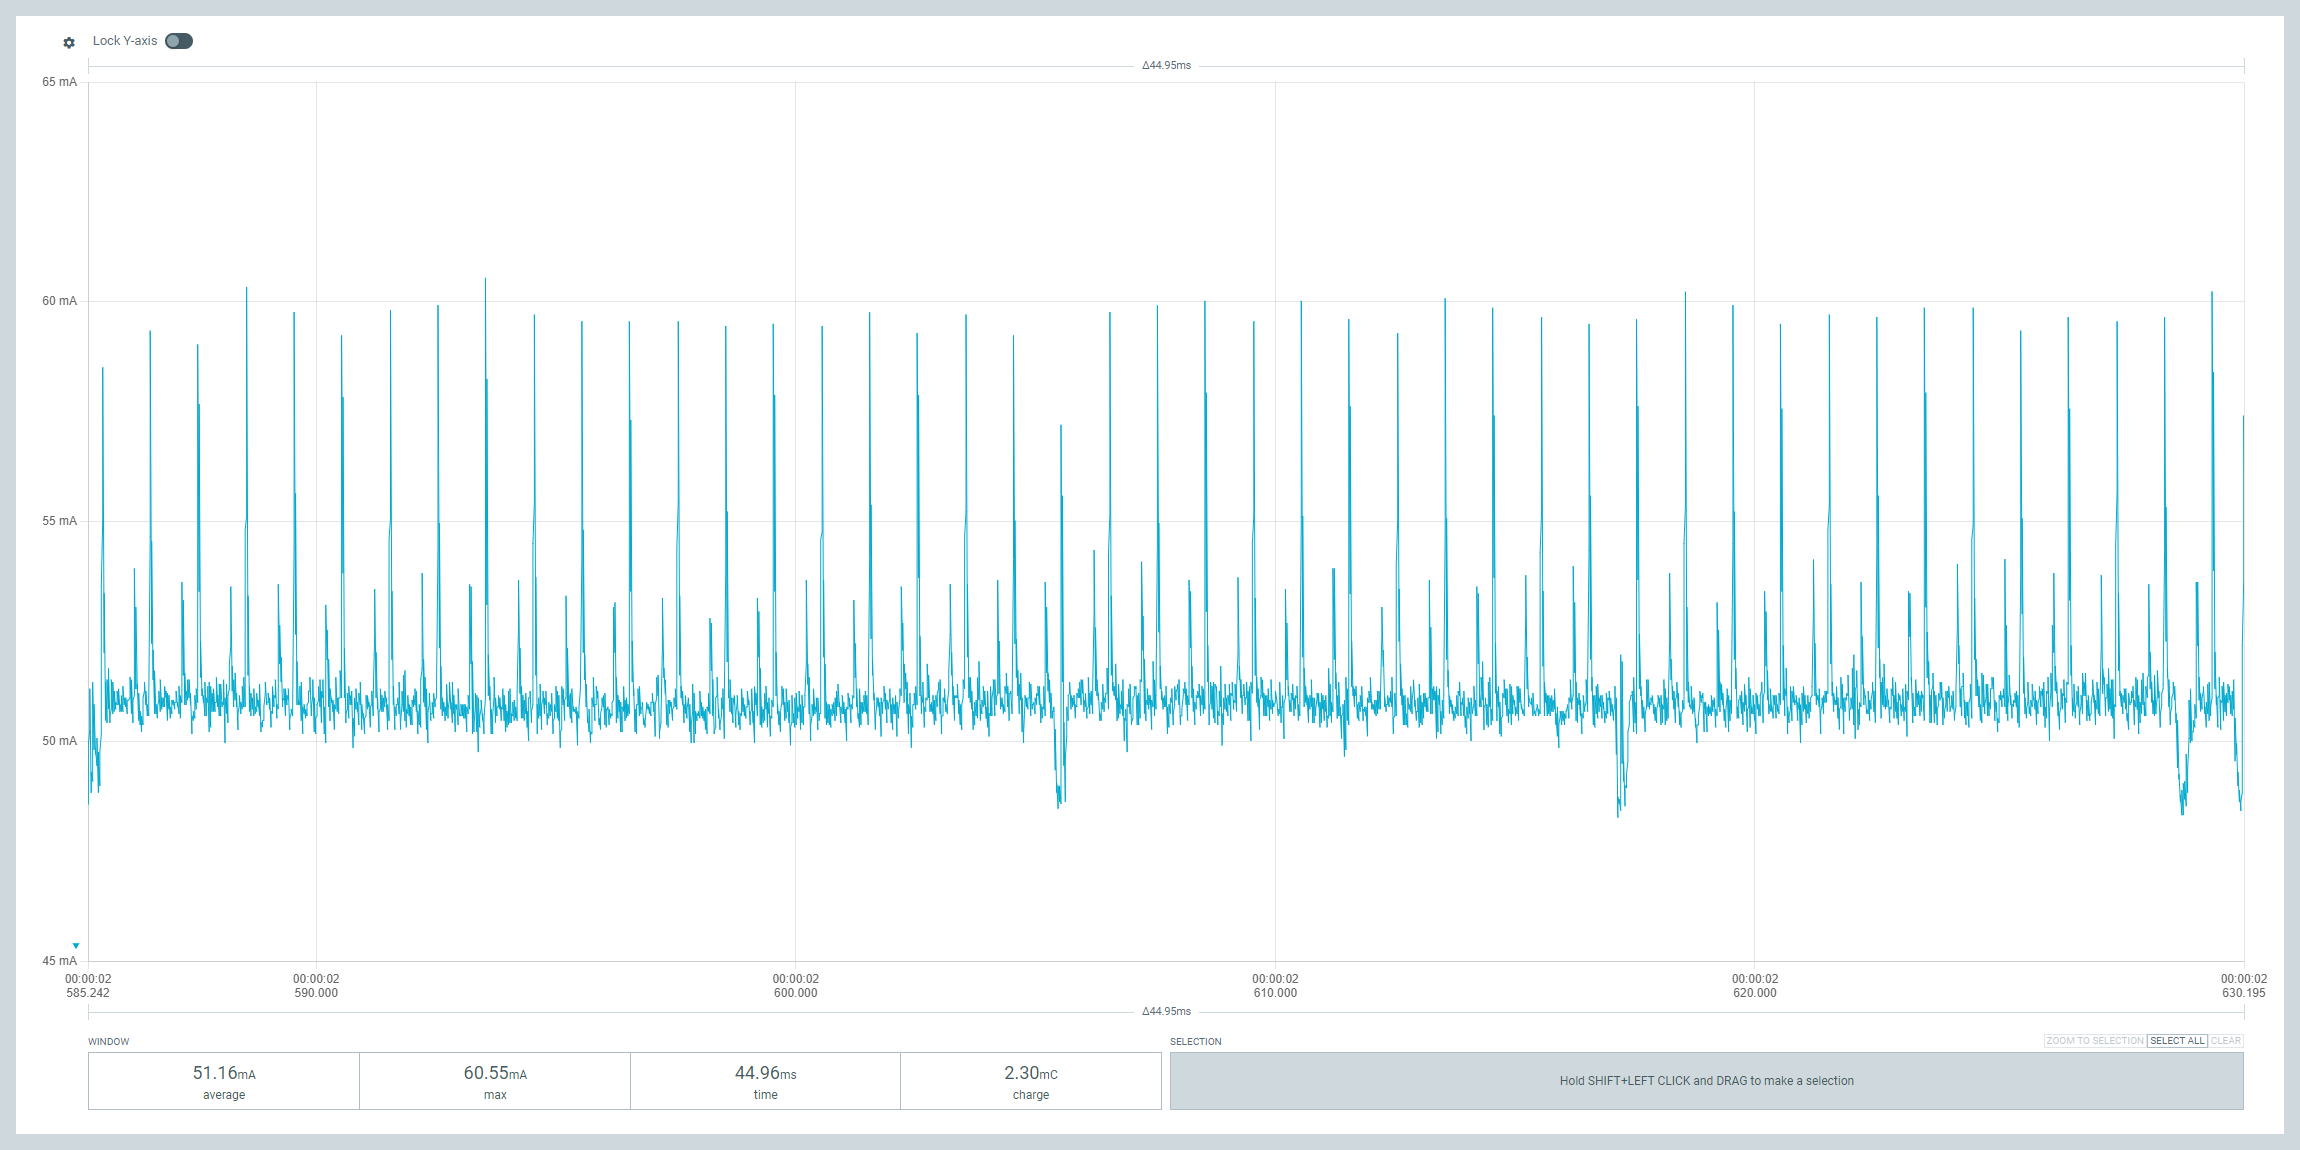 Lock Y-axis
Δ44.95ms
65 mA
60 mA
55 mA
50 mA
45 mA
00:00:02 00:00:02 00:00:02 00:00:02 00:00:02 00:00:02
585.242 590.000 600.000 610.000 620.000 630.195
Δ44.95ms
WINDOW SELECTION ZOOM TO SELECTION SELECT ALL CLEAR
51.16mA 60.55mA 44.96ms 2.30mC
average max time charge
Hold SHIFT+LEFT CLICK and DRAG to make a selection